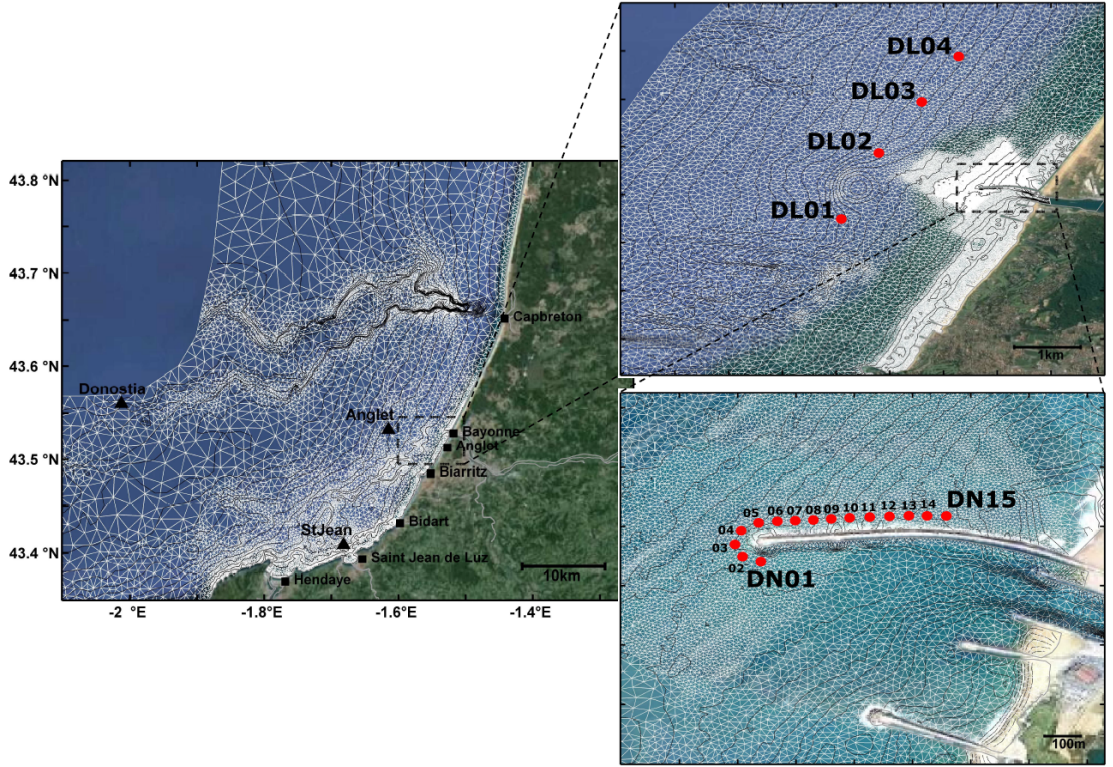 43.8 °N
43.7
43.6
43.5
43.4
-2 °E
-1.8
-1.6
-1.4
Capbreton
Donostia
Anglet
Bayonne
Anglet
Biarritz
Bidart
StJean
Saint Jean de Luz
Hendaye
10km
DL04
DL03
DL02
DL01
1km
DN15
14
13
12
11
10
09
08
07
06
05
04
03
02
DN01
100m